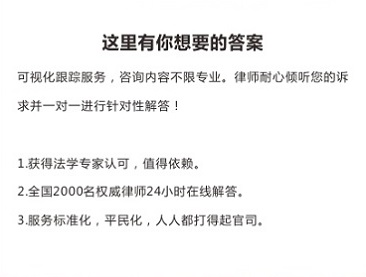 这里有你想要的答案
可视化跟踪服务，咨询内容不限专业。律师耐心倾听您的诉
求并一对一进行针对性解答！
1.获得法学专家认可，值得依赖。
2.全国2000名权威律师24小时在线解答。
3.服务标准化，平民化，人人都打得起官司。